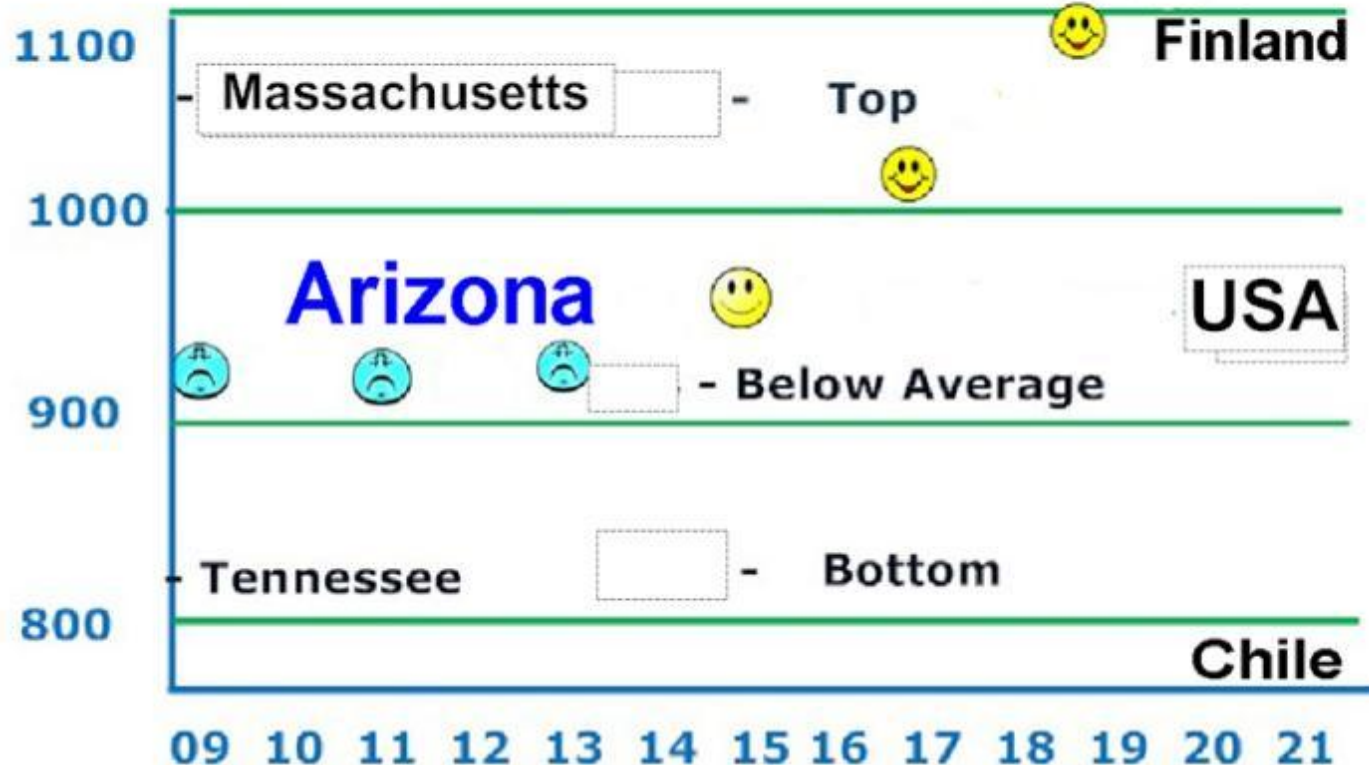 1100
Finland
- Massachusetts - Top
1000
Arizona
USA
- Below Average
900
- Tennessee - Bottom
800
Chile
09 10 11 12 13 14 15 16 17 18 19 20 21